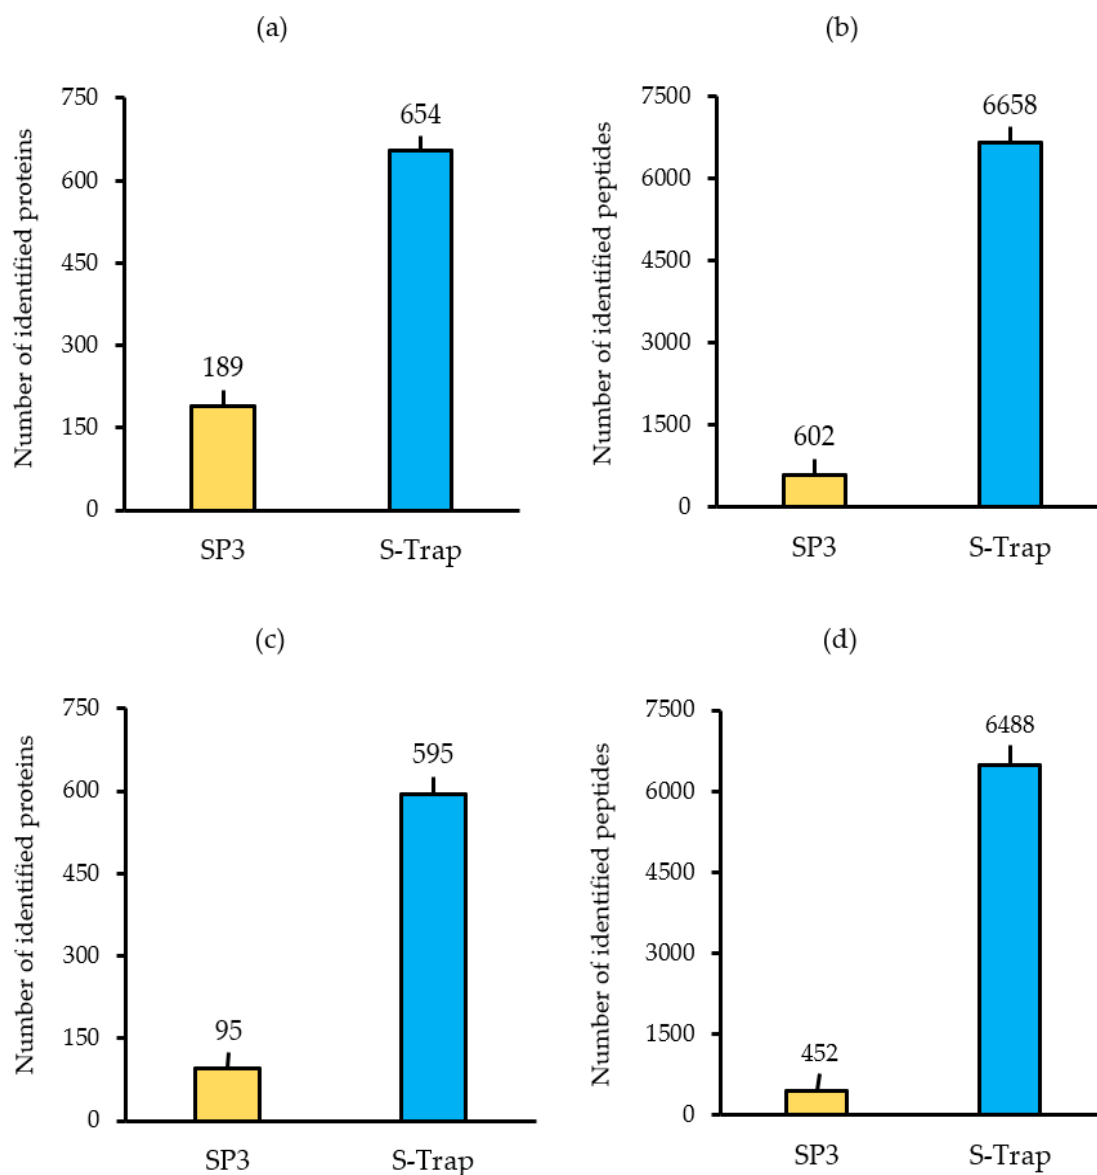 (a)
Number of identified proteins
750
600
450
300
150
0
189
654
SP3
S-Trap
(b)
Number of identified peptides
7500
6000
4500
3000
1500
0
602
6658
SP3
S-Trap
(c)
Number of identified proteins
750
600
450
300
150
0
95
595
SP3
S-Trap
(d)
Number of identified peptides
7500
6000
4500
3000
1500
0
452
6488
SP3
S-Trap